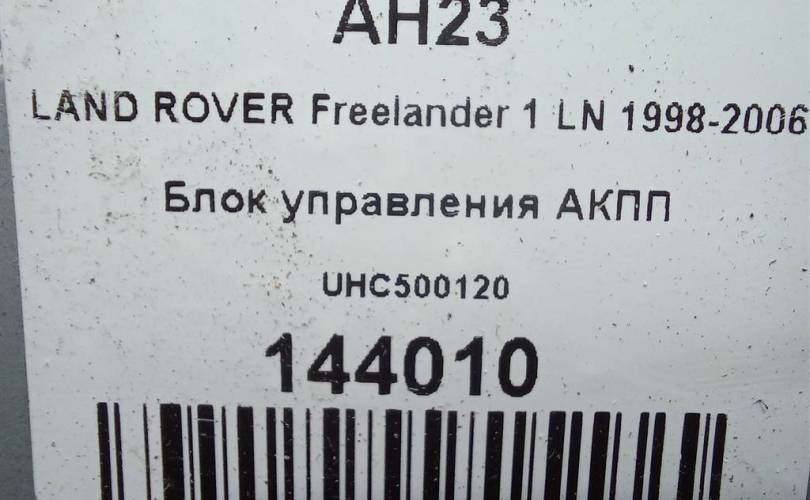 AH23
LAND ROVER Freelander 1 LN 1998-2006
Блок управления АКПП
UHC500120
144010